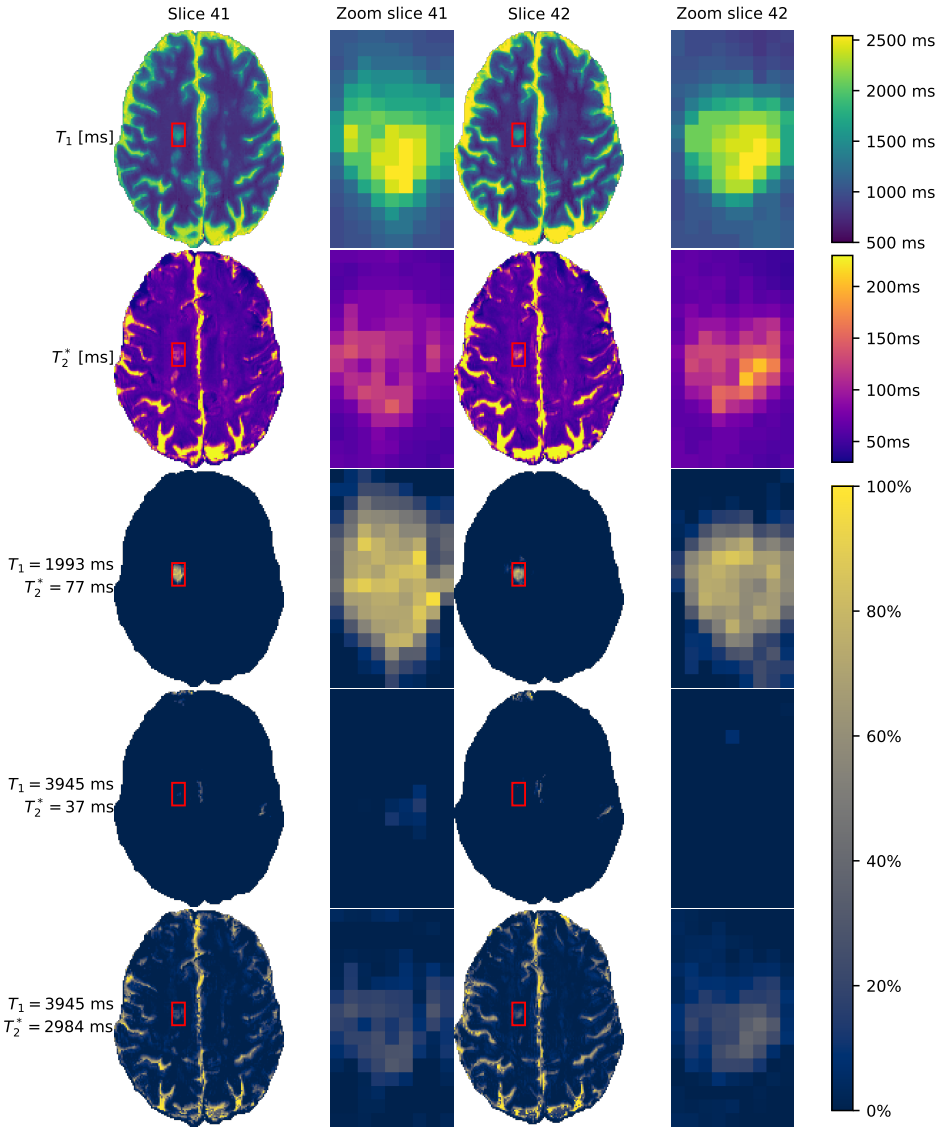 Slice 41
Zoom slice 41
Slice 42
Zoom slice 42
T₁ [ms]
2500 ms
2000 ms
1500 ms
1000 ms
500 ms
T₂* [ms]
200ms
150ms
100ms
50ms
T₁ = 1993 ms
T₂* = 77 ms
T₁ = 3945 ms
T₂* = 37 ms
T₁ = 3945 ms
T₂* = 2984 ms
100%
80%
60%
40%
20%
0%